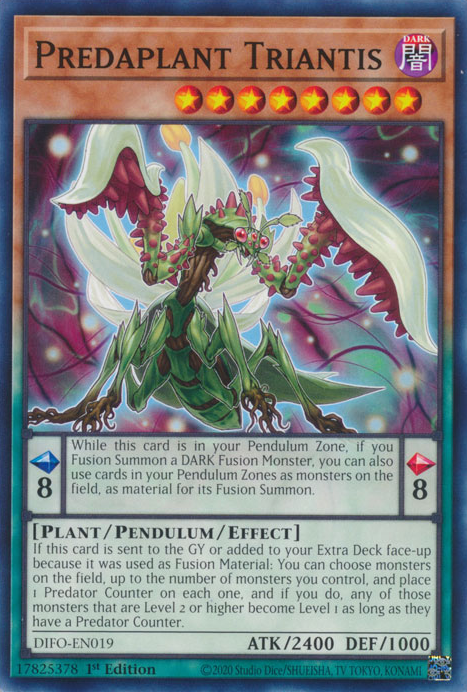 PREDAPLANT TRIANTIS
DARK
闇
While this card is in your Pendulum Zone, if you
Fusion Summon a DARK Fusion Monster, you can also
use cards in your Pendulum Zones as monsters on the
field, as material for its Fusion Summon.
8
8
[PLANT/PENDULUM/EFFECT]
If this card is sent to the GY or added to your Extra Deck face-up
because it was used as Fusion Material: You can choose monsters
on the field, up to the number of monsters you control, and place
1 Predator Counter on each one, and if you do, any of those
monsters that are Level 2 or higher become Level 1 as long as they
have a Predator Counter.
DIFO-EN019 ATK/2400 DEF/1000
17825378 1st Edition ©2020 Studio Dice/SHUEISHA, TV TOKYO, KONAMI